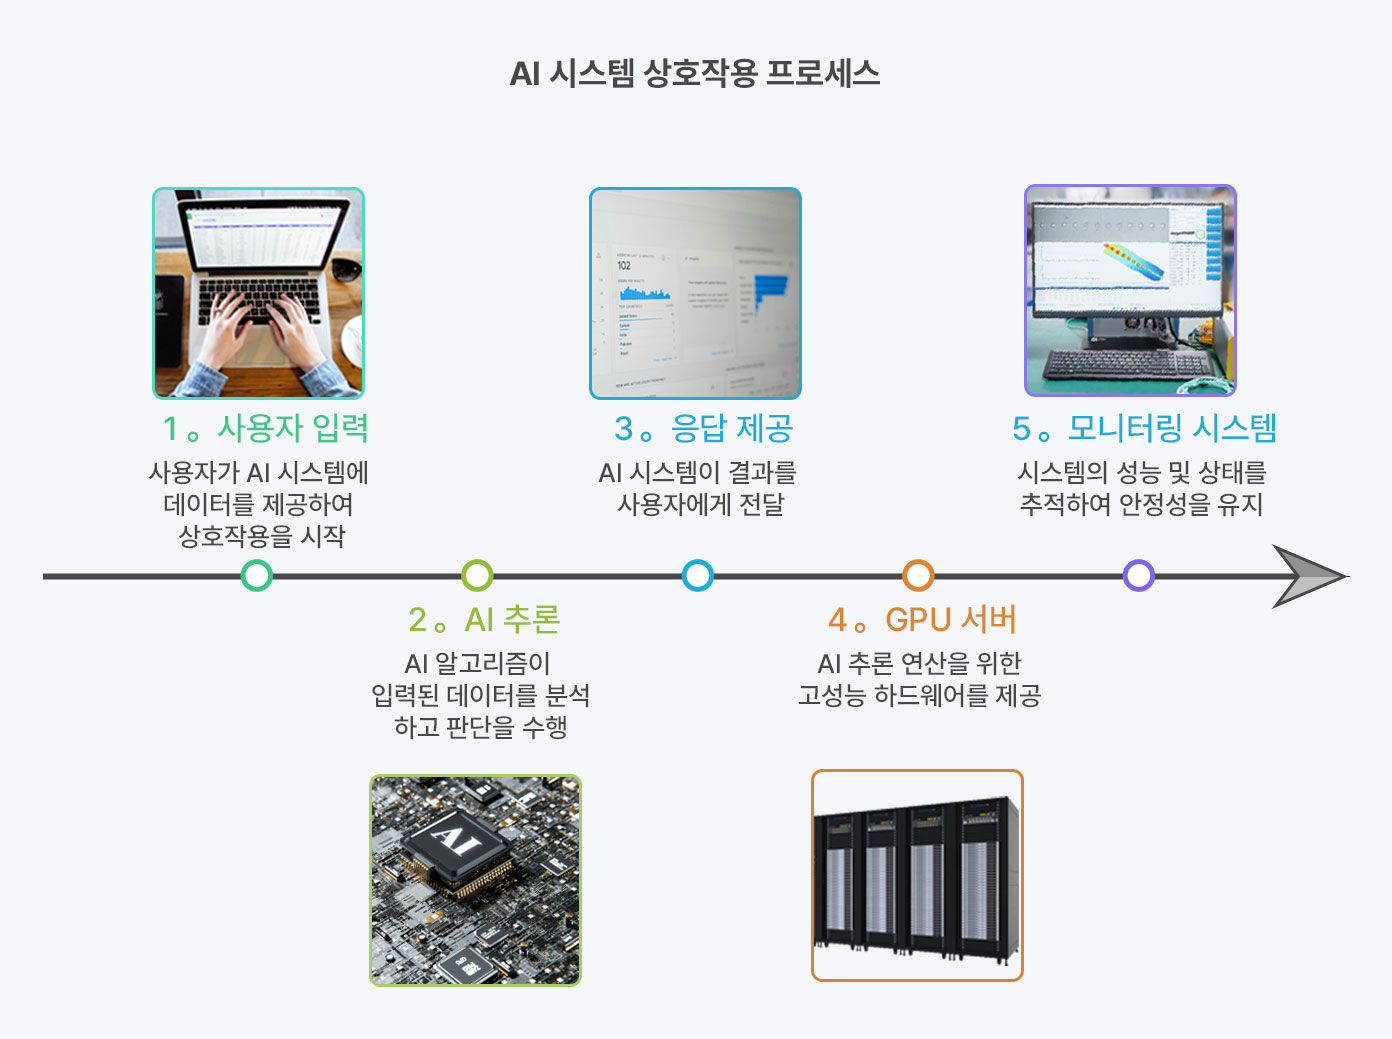 AI 시스템 상호작용 프로세스
102
1。사용자 입력
사용자가 AI 시스템에
데이터를 제공하여
상호작용을 시작
3。응답 제공
AI 시스템이 결과를
사용자에게 전달
5。모니터링 시스템
시스템의 성능 및 상태를
추적하여 안정성을 유지
2。AI 추론
AI 알고리즘이
입력된 데이터를 분석
하고 판단을 수행
4。GPU 서버
AI 추론 연산을 위한
고성능 하드웨어를 제공
AI